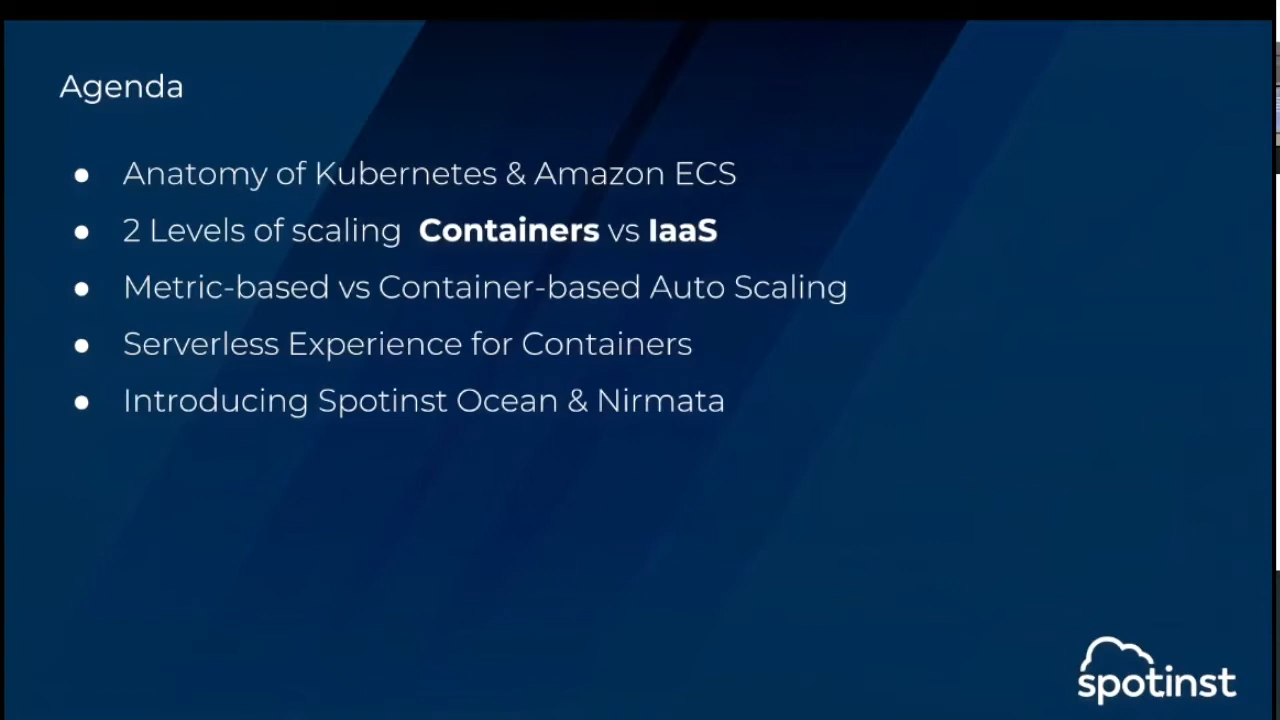 Agenda
● Anatomy of Kubernetes & Amazon ECS
● 2 Levels of scaling Containers vs IaaS
● Metric-based vs Container-based Auto Scaling
● Serverless Experience for Containers
● Introducing Spotinst Ocean & Nirmata
spotinst